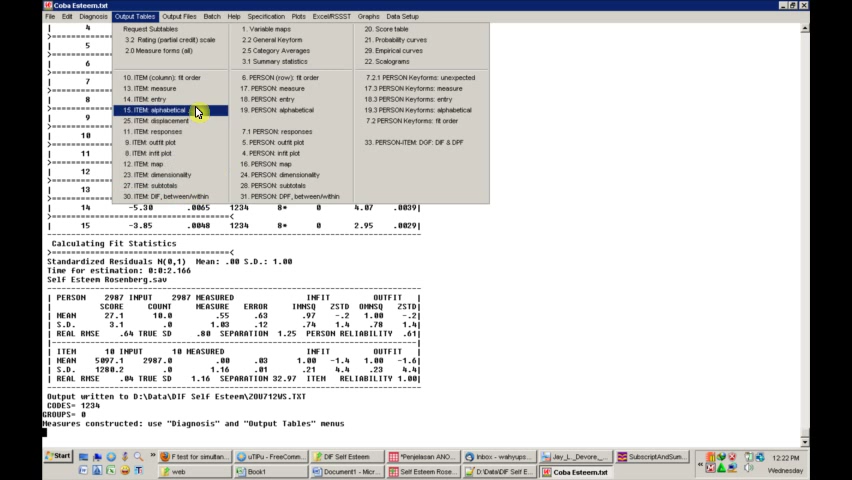 Coba Esteem.txt
File Edit Diagnosis Output Tables Output Files Batch Help Specification Plots Excel/RSSST Graphs Data Setup
Request Subtables 1. Variable maps 20. Score table
3.2 Rating (partial credit) scale 2.2 General Keyform 21. Probability curves
2.0 Measure forms (all) 2.5 Category Averages 29. Empirical curves
3.1 Summary statistics 22. Scalograms
10. ITEM (column): fit order 6. PERSON (row): fit order 7.2.1 PERSON Keyforms: unexpected
13. ITEM: measure 17. PERSON: measure 17.3 PERSON Keyforms: measure
14. ITEM: entry 18. PERSON: entry 18.3 PERSON Keyforms: entry
15. ITEM: alphabetical 19. PERSON: alphabetical 19.3 PERSON Keyforms: alphabetical
25. ITEM: displacement 7.2 PERSON Keyforms: fit order
11. ITEM: responses 7.1 PERSON: responses
9. ITEM: outfit plot 5. PERSON: outfit plot 33. PERSON-ITEM: DGF: DIF & DPF
8. ITEM: infit plot 4. PERSON: infit plot
12. ITEM: map 16. PERSON: map
23. ITEM: dimensionality 24. PERSON: dimensionality
27. ITEM: subtotals 28. PERSON: subtotals
30. ITEM: DIF, between/within 31. PERSON: DPF, between/within
| 4
>======
| 5
>======
| 6
>======
| 7
>======
| 8
>======
| 9
>======
| 10
>======
| 11
>======
| 12
>======
| 13
>======
| 14 -5.30 .0065 1234 8* 0 4.07 .0039|
>=====================================<
| 15 -3.85 .0048 1234 8* 0 2.95 .0029|
Calculating Fit Statistics
>=====================================<
Standardized Residuals N(0,1) Mean: .00 S.D.: 1.00
Time for estimation: 0:0:2.166
Self Esteem Rosenberg.sav
| PERSON 2987 INPUT 2987 MEASURED INFIT OUTFIT |
| SCORE COUNT MEASURE ERROR IMNSQ ZSTD OMNSQ ZSTD|
| MEAN 27.1 10.0 .55 .63 .97 -.2 1.00 -.2|
| S.D. 3.1 .0 1.03 .12 .74 1.4 .78 1.4|
| REAL RMSE .64 TRUE SD .80 SEPARATION 1.25 PERSON RELIABILITY .61|
| ITEM 10 INPUT 10 MEASURED INFIT OUTFIT |
| MEAN 5097.1 2987.0 .00 .03 1.00 -1.4 1.00 -1.6|
| S.D. 1280.2 .0 1.16 .01 .21 4.4 .23 4.4|
| REAL RMSE .04 TRUE SD 1.16 SEPARATION 32.97 ITEM RELIABILITY 1.00|
Output written to D:\Data\DIF Self Esteem\ZOU712WS.TXT
CODES= 1234
GROUPS= 0
Measures constructed: use "Diagnosis" and "Output Tables" menus
Start F test for simultan... uTiPu - FreeComm... DIF Self Esteem *Penjelasan ANO... Inbox - wahyups... Jay_L_Devore_... SubscriptAndSum... 12:22 PM
web Book1 Document1 - Micr... Self Esteem Rose... D:\Data\DIF Self E... Coba Esteem.txt Wednesday